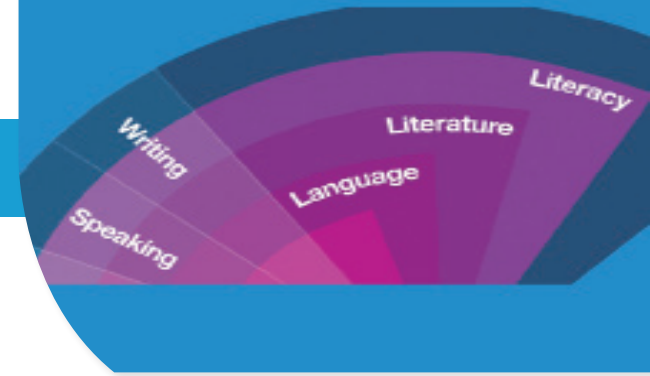 Literacy
Literature
Language
Writing
Speaking